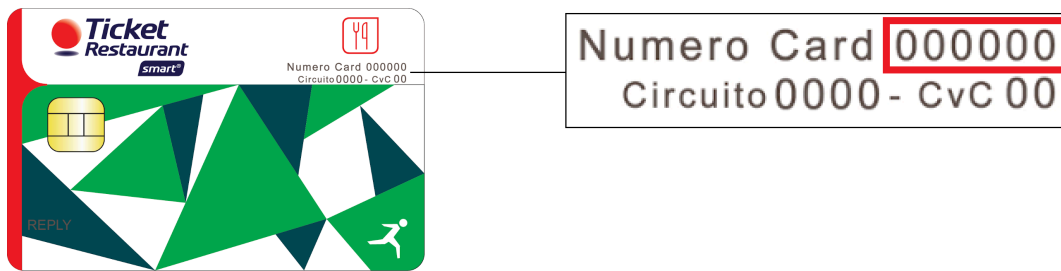 Ticket
Restaurant
smart®
Numero Card 000000
Circuito 0000 - CvC 00
REPLY
Numero Card 000000
Circuito 0000 - CvC 00